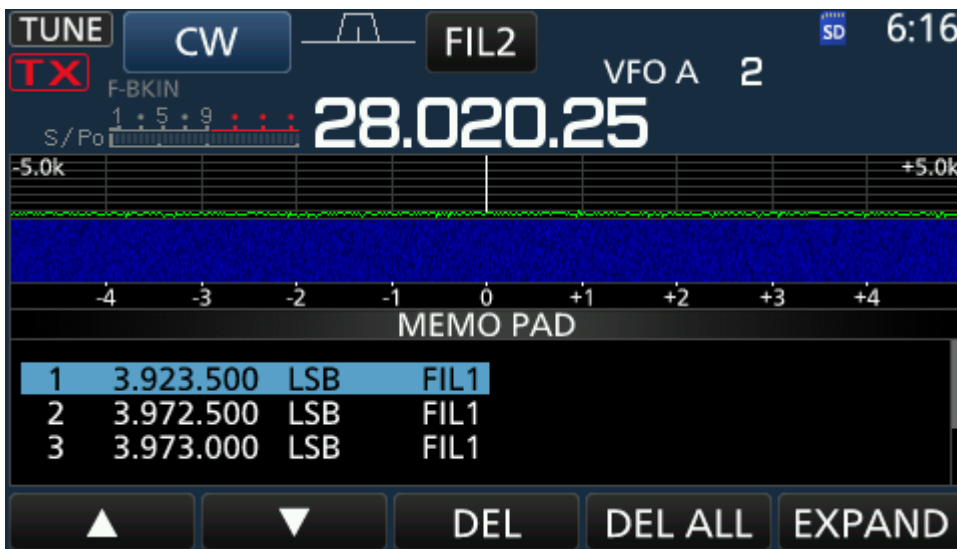 TUNE CW FIL2 SD 6:16
TX F-BKIN VFO A 2
S/Po 1 5 9 28.020.25
-5.0k +5.0k
-4 -3 -2 -1 0 +1 +2 +3 +4
MEMO PAD
1 3.923.500 LSB FIL1
2 3.972.500 LSB FIL1
3 3.973.000 LSB FIL1
▲ ▼ DEL DEL ALL EXPAND